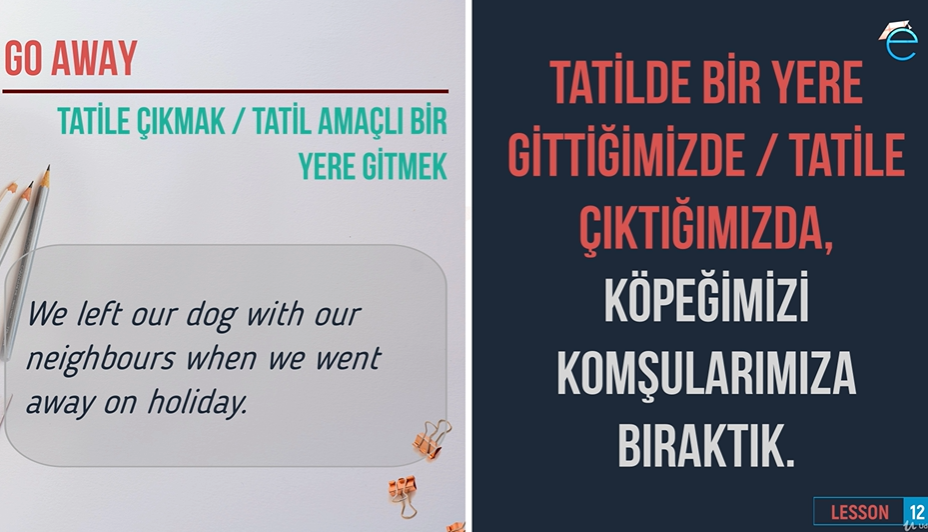 GO AWAY
TATİLE ÇIKMAK / TATİL AMAÇLI BİR
YERE GİTMEK
We left our dog with our
neighbours when we went
away on holiday.
TATİLDE BİR YERE
GİTTİĞİMİZDE / TATİLE
ÇIKTIĞIMIZDA,
KÖPEĞİMİZİ
KOMŞULARIMIZA
BIRAKTIK.
LESSON 12